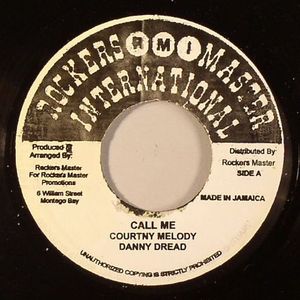 ROCKERS RMI MASTER
INTERNATIONAL
Produced &
Arranged By:
Rockers Master
For Rockers Master
Promotions
6 William Street
Montego Bay
Distributed By:
Rockers Master
SIDE A
MADE IN JAMAICA
CALL ME
COURTNY MELODY
DANNY DREAD
UNAUTHORIZED COPYING IS STRICTLY PROHIBITED